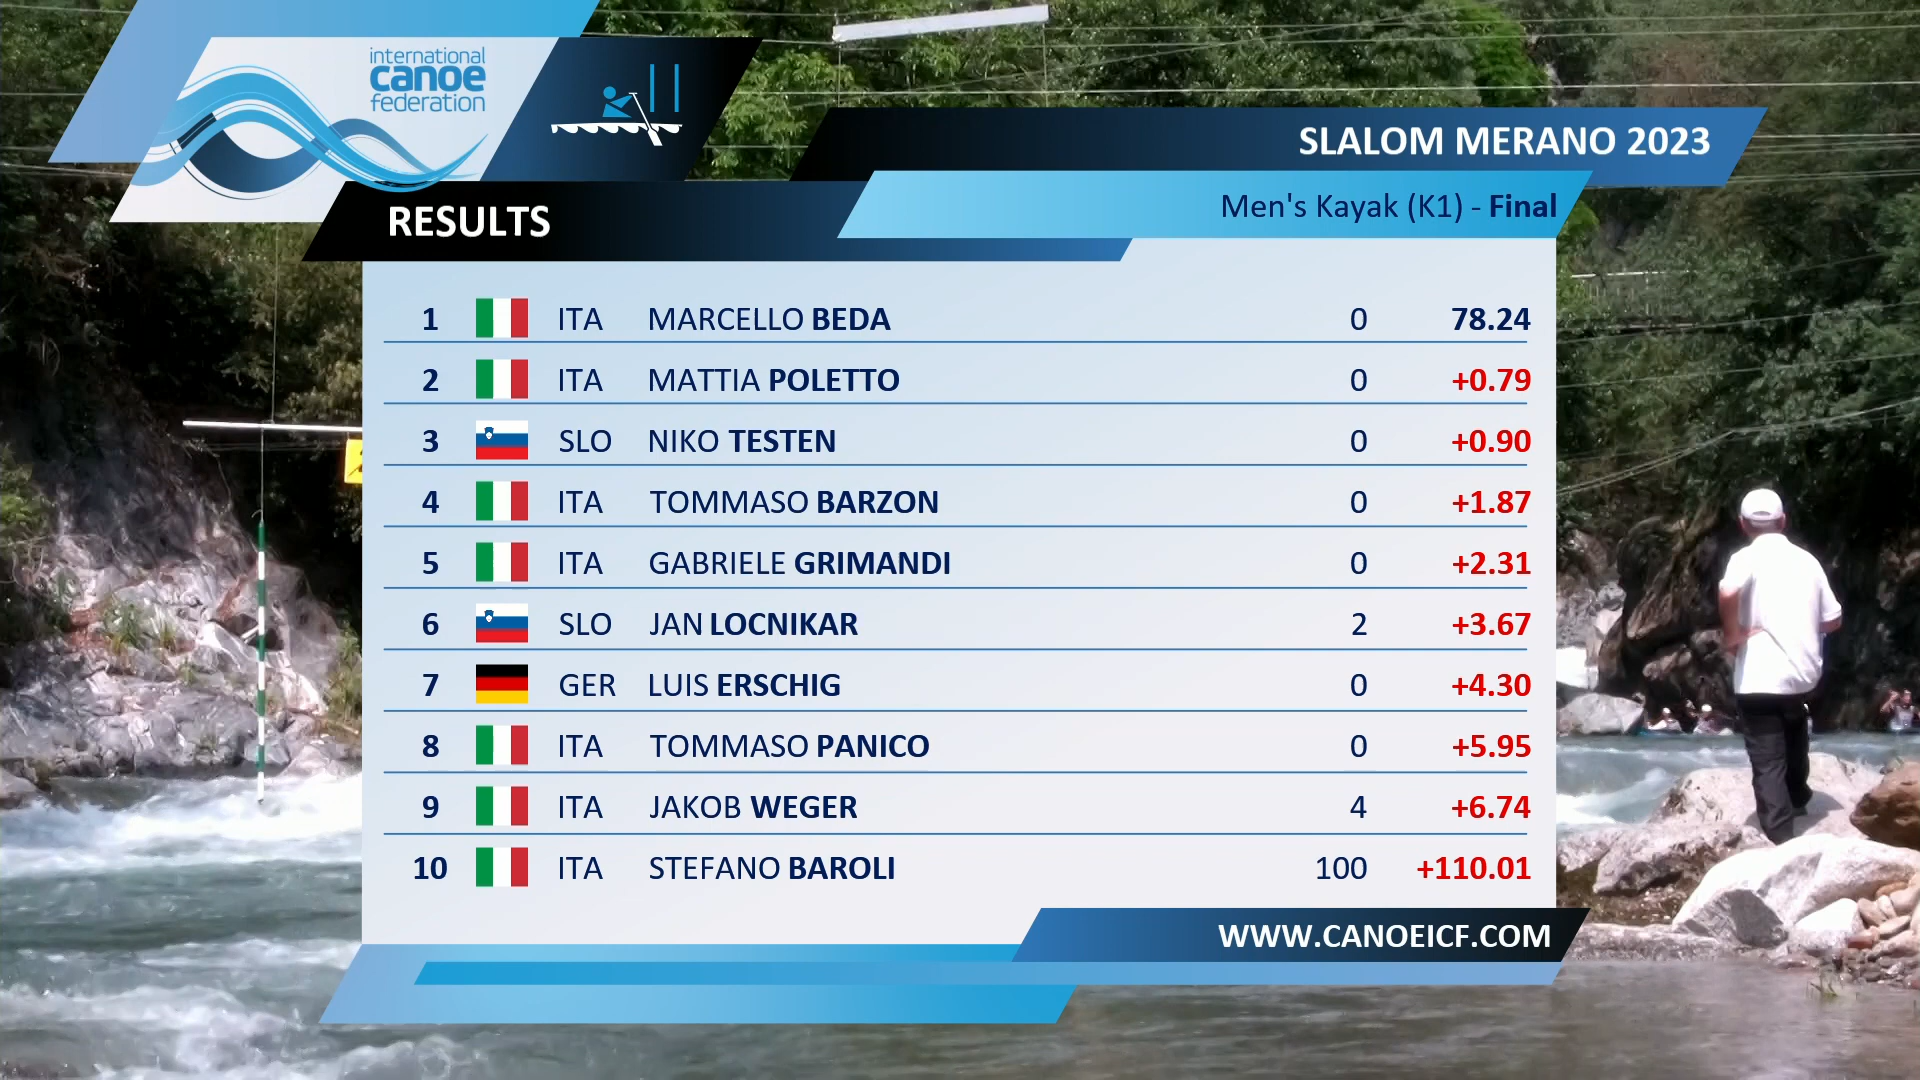 international
canoe
federation
SLALOM MERANO 2023
Men's Kayak (K1) - Final
RESULTS
1 ITA MARCELLO BEDA 0 78.24
2 ITA MATTIA POLETTO 0 +0.79
3 SLO NIKO TESTEN 0 +0.90
4 ITA TOMMASO BARZON 0 +1.87
5 ITA GABRIELE GRIMANDI 0 +2.31
6 SLO JAN LOCNIKAR 2 +3.67
7 GER LUIS ERSCHIG 0 +4.30
8 ITA TOMMASO PANICO 0 +5.95
9 ITA JAKOB WEGER 4 +6.74
10 ITA STEFANO BAROLI 100 +110.01
WWW.CANOEICF.COM